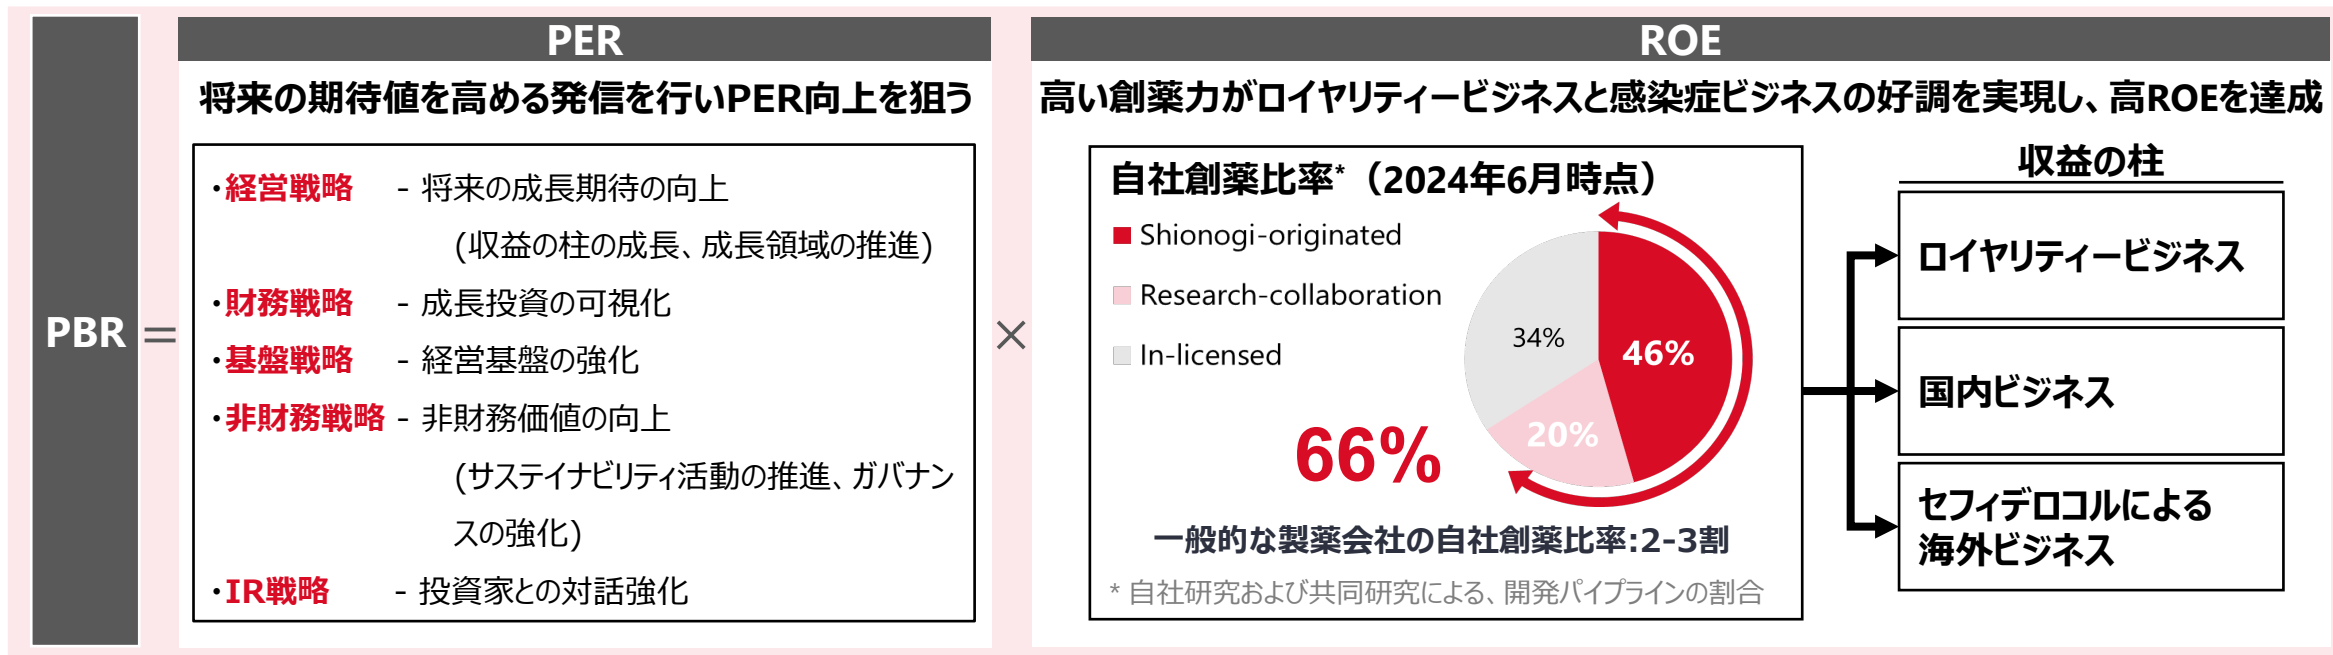 PBR
=
PER
将来の期待値を高める発信を行いPER向上を狙う
・経営戦略 - 将来の成長期待の向上
(収益の柱の成長、成長領域の推進)
・財務戦略 - 成長投資の可視化
・基盤戦略 - 経営基盤の強化
・非財務戦略 - 非財務価値の向上
(サステイナビリティ活動の推進、ガバナン
スの強化)
・IR戦略 - 投資家との対話強化
×
ROE
高い創薬力がロイヤリティービジネスと感染症ビジネスの好調を実現し、高ROEを達成
自社創薬比率*（2024年6月時点）
Shionogi-originated
Research-collaboration
In-licensed
34%
46%
20%
66%
一般的な製薬会社の自社創薬比率:2-3割
* 自社研究および共同研究による、開発パイプラインの割合
収益の柱
ロイヤリティービジネス
国内ビジネス
セフィデロコルによる
海外ビジネス